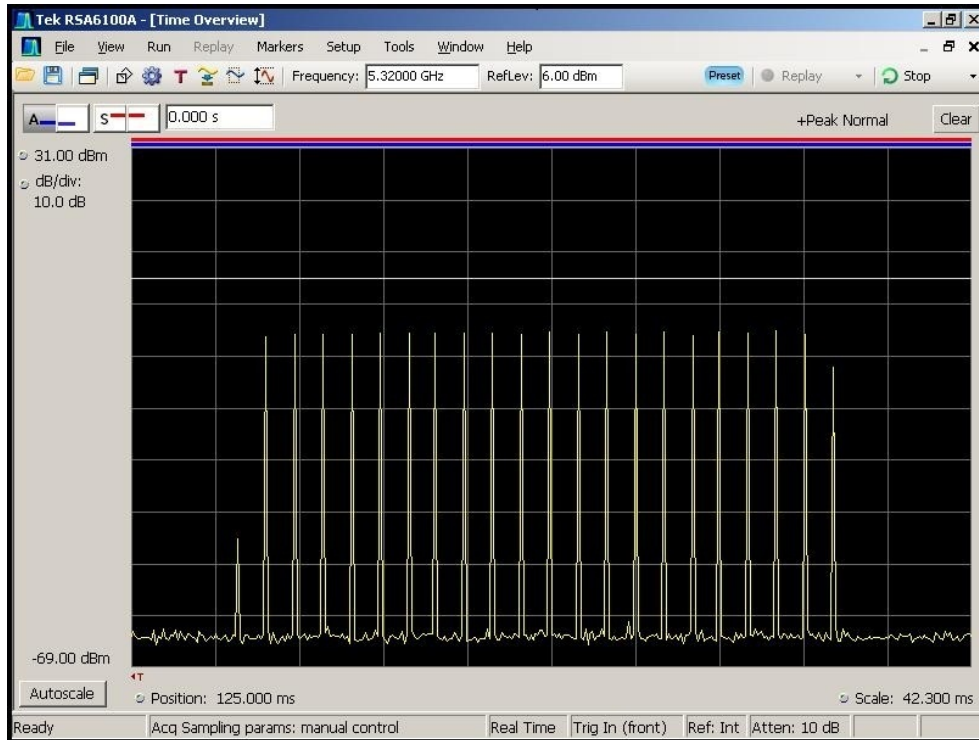 Tek RSA6100A - [Time Overview]
File View Run Replay Markers Setup Tools Window Help
T Frequency: 5.32000 GHz RefLev: 6.00 dBm Preset Replay Stop
A S 0.000 s +Peak Normal Clear
31.00 dBm
dB/div:
10.0 dB
-69.00 dBm
T
Autoscale Position: 125.000 ms Scale: 42.300 ms
Ready Acq Sampling params: manual control Real Time Trig In (front) Ref: Int Atten: 10 dB